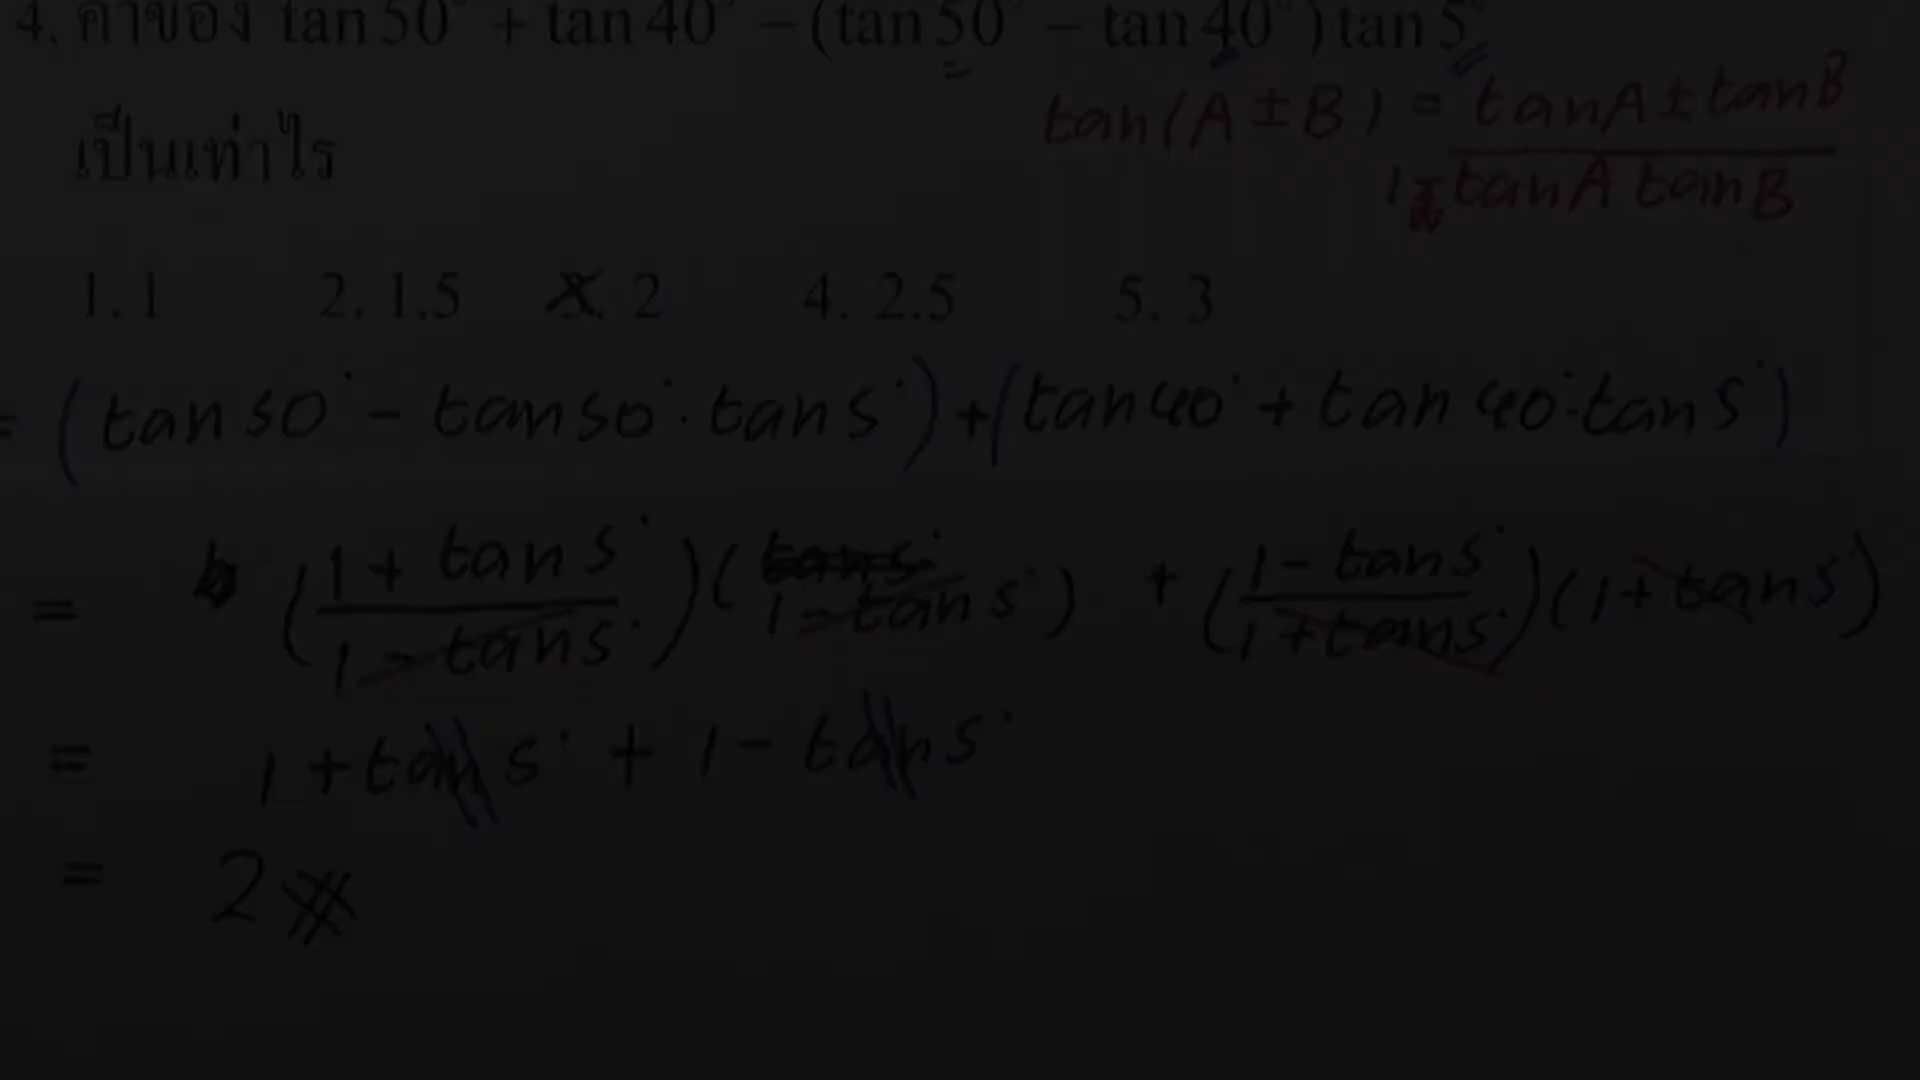 4. ค่าของ tan 50° + tan 40° − (tan 50° − tan 40°) tan 5°
เป็นเท่าไร
tan(A ± B) = (tanA ± tanB) / (1 ∓ tanA tanB)
1. 1 2. 1.5 3. 2 4. 2.5 5. 3
= (tan 50° - tan 50° · tan 5°) + (tan 40° + tan 40° · tan 5°)
= ((1 + tan 5°) / (1 - tan 5°)) (1 - tan 5°) + ((1 - tan 5°) / (1 + tan 5°)) (1 + tan 5°)
= 1 + tan 5° + 1 - tan 5°
= 2 #